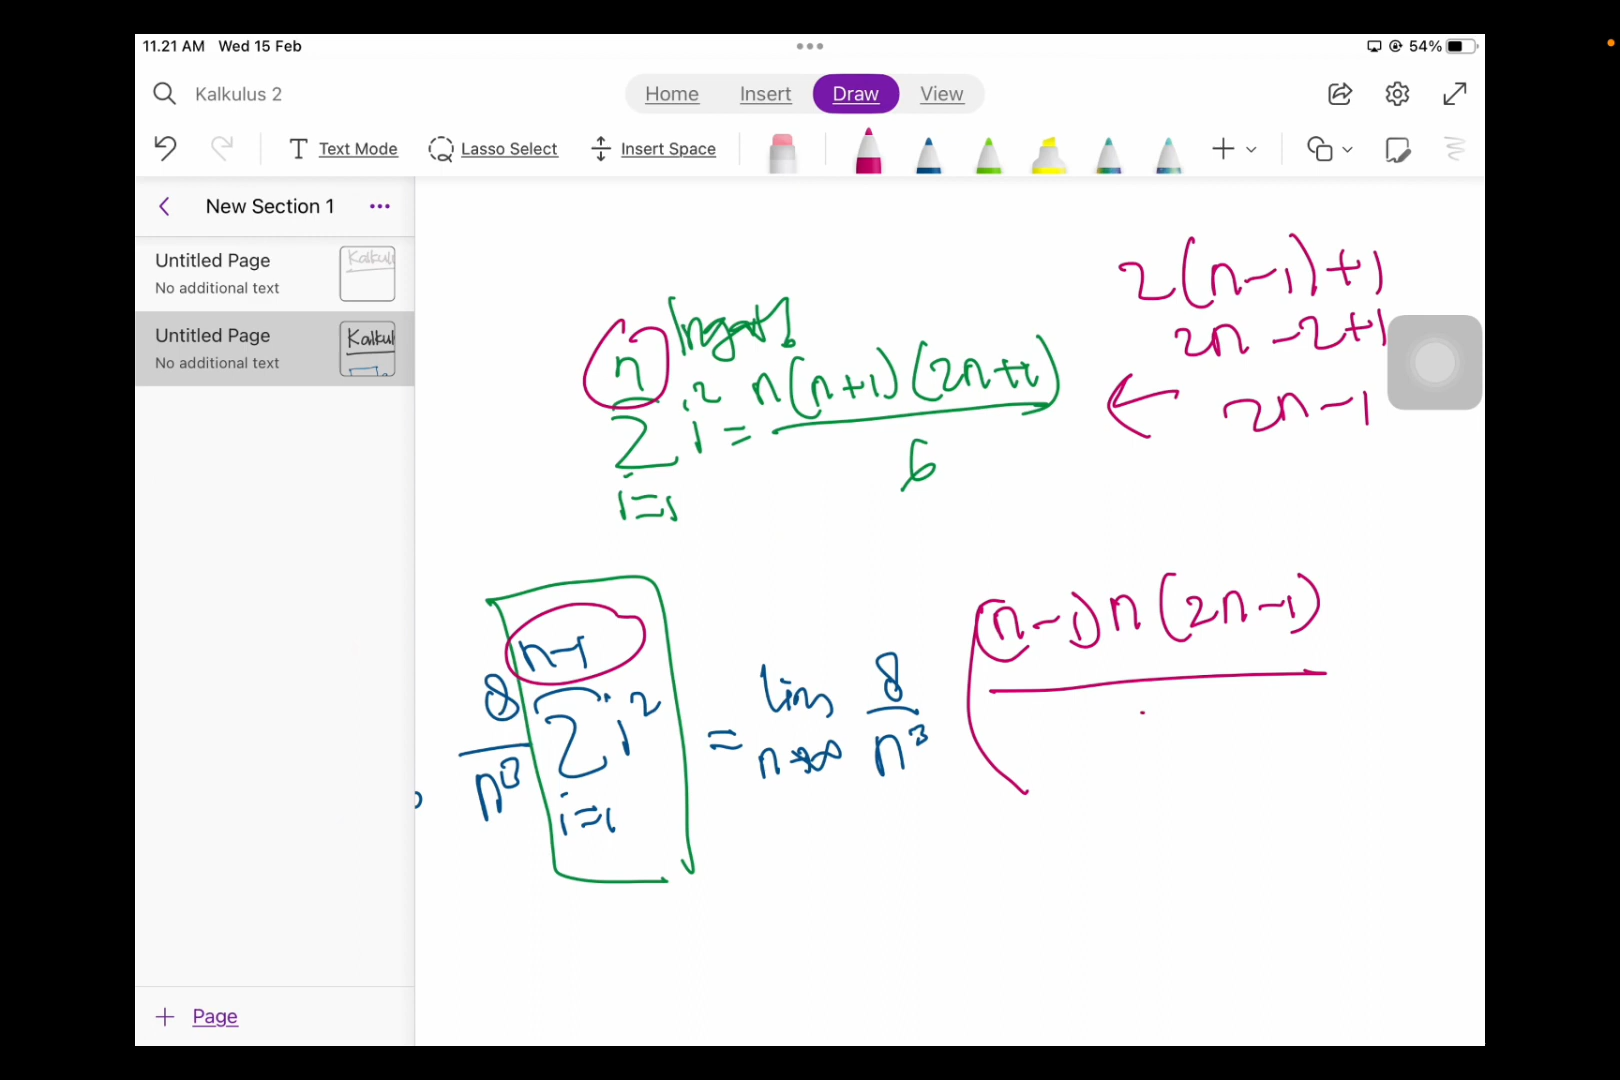 11.21 AM Wed 15 Feb
54%
Kalkulus 2
Home Insert Draw View
Text Mode Lasso Select Insert Space
New Section 1
Untitled Page
No additional text
Kalkul
Untitled Page
No additional text
Kalkul
Page
2(n-1)+1
2n-2+1
← 2n-1
Ingat!
n
∑ i² = n(n+1)(2n+1)
6
i=1
n-1
8/n³ ∑ i² = lim 8/n³ ((n-1)n(2n-1)
i=1
n→∞